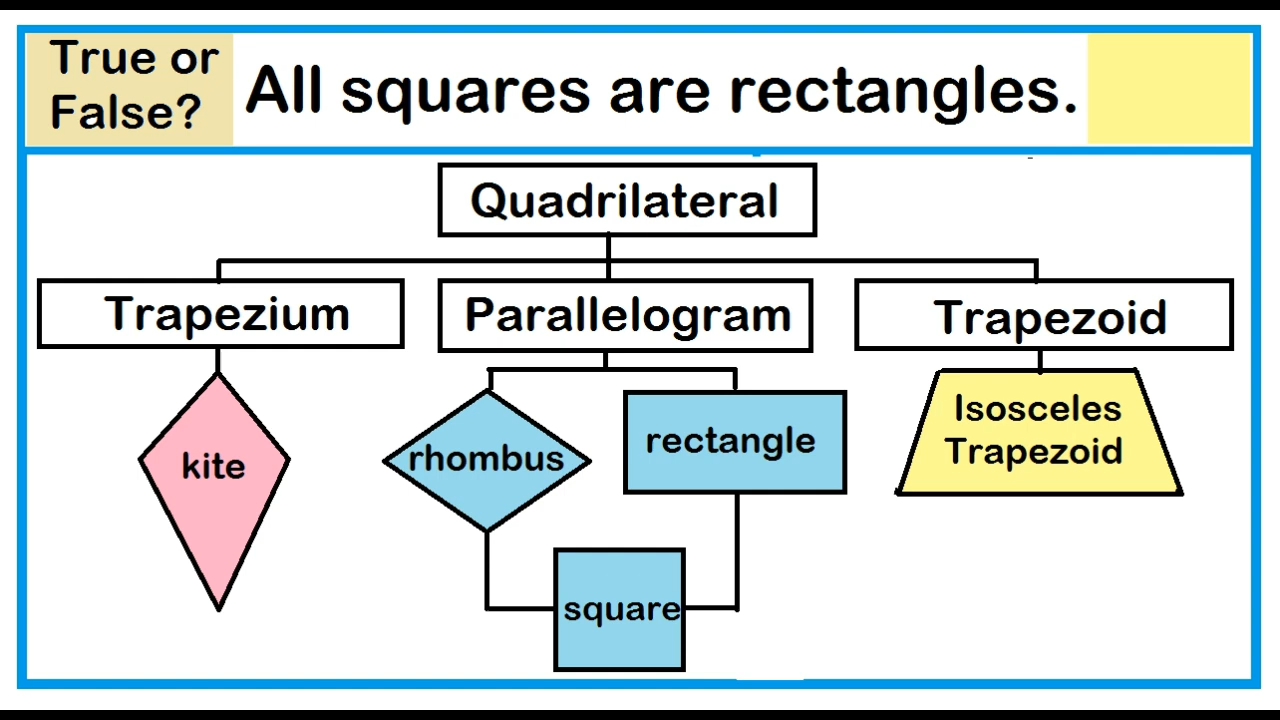 True or
False?
All squares are rectangles.
Quadrilateral
Trapezium
Parallelogram
Trapezoid
kite
rhombus
rectangle
Isosceles
Trapezoid
square